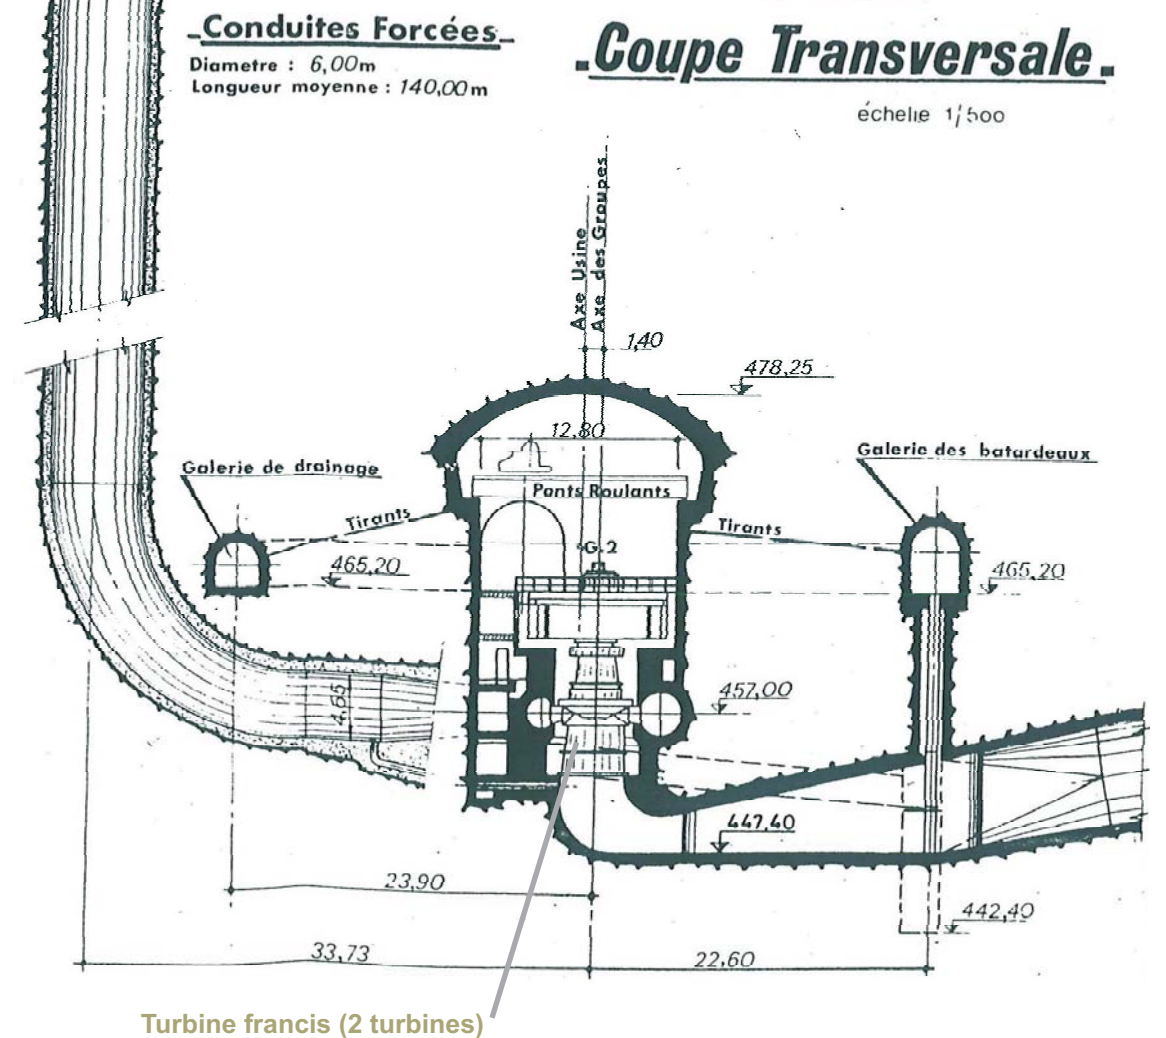 Conduites Forcées
Diametre : 6,00m
Longueur moyenne : 140,00m
Coupe Transversale
échelle 1/500
Axe Usine
Axe des Groupes
1,40
478,25
12,80
Ponts Roulants
Galerie de drainage
Tirants
465,20
G.2
Galerie des batardeaux
Tirants
465,20
4,65
457,00
447,40
23,90
442,40
33,73
22,60
Turbine francis (2 turbines)